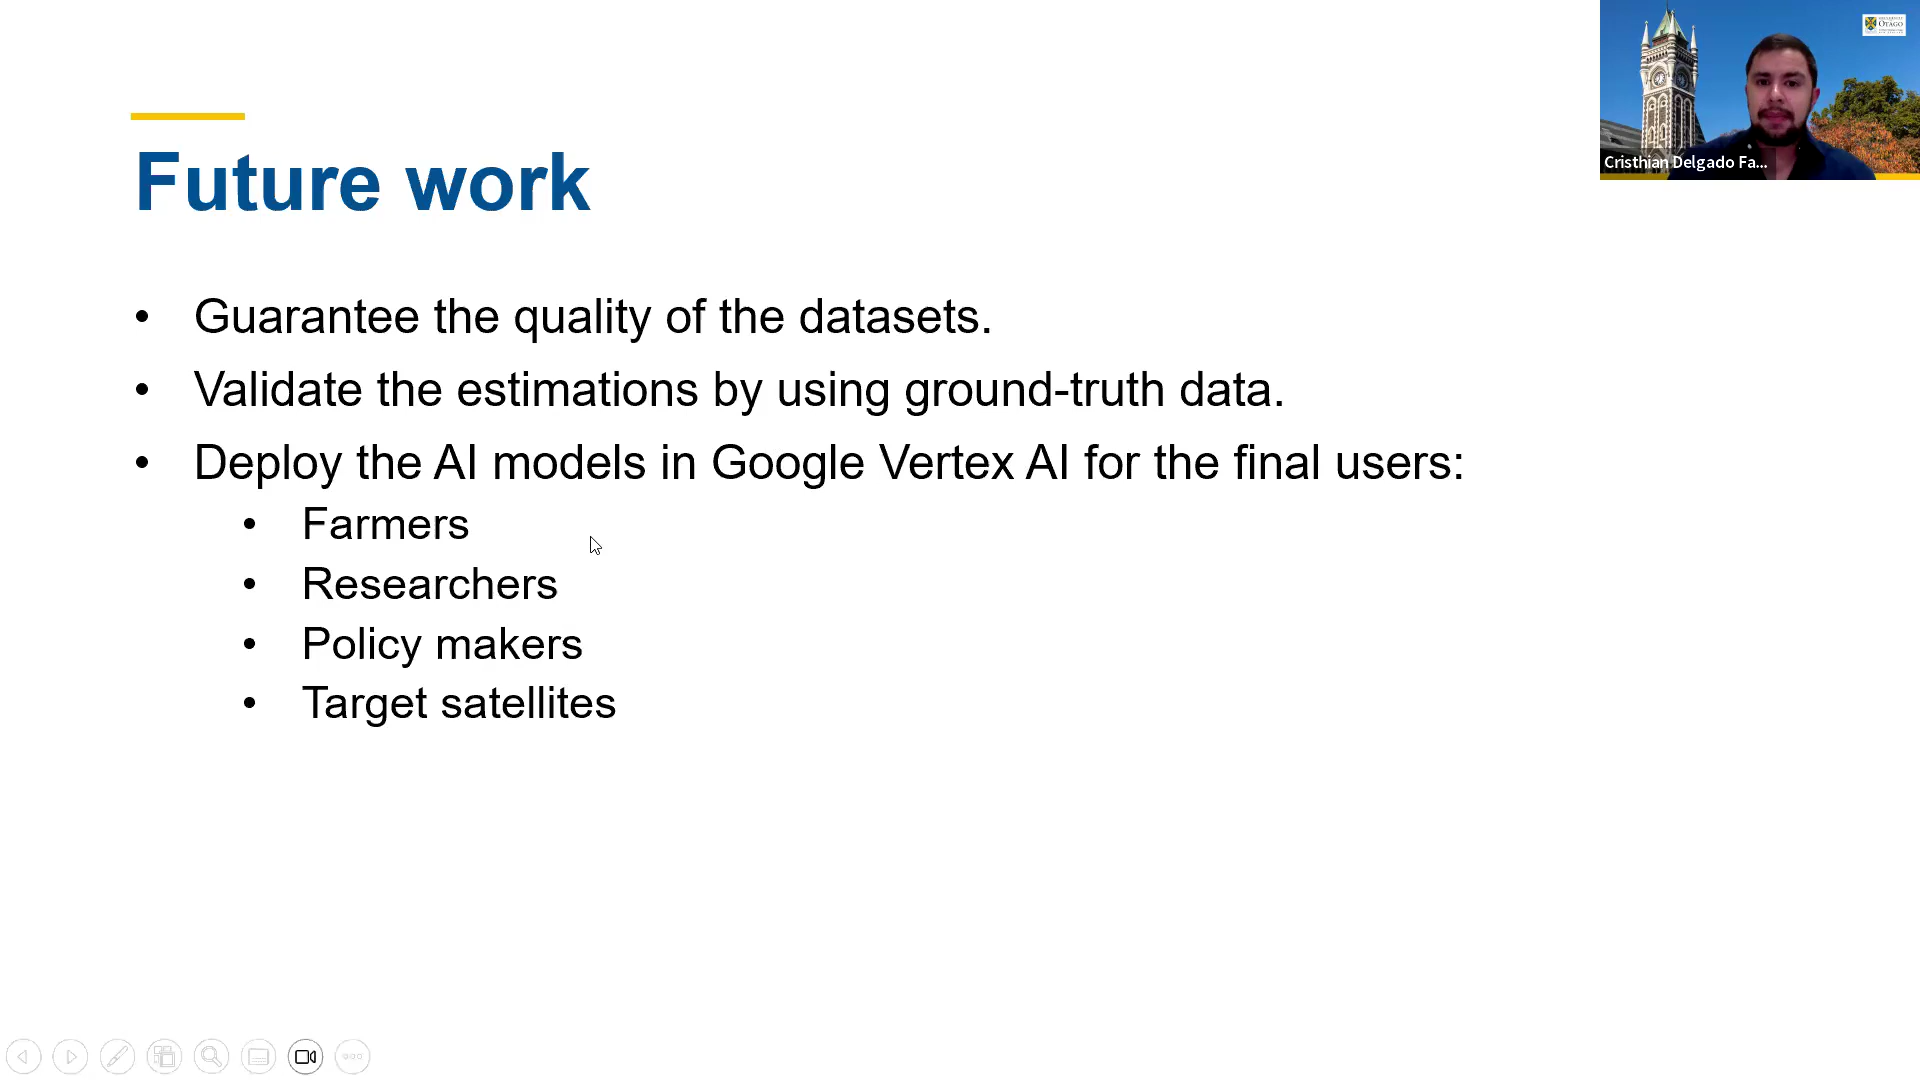 Future work
• Guarantee the quality of the datasets.
• Validate the estimations by using ground-truth data.
• Deploy the AI models in Google Vertex AI for the final users:
• Farmers
• Researchers
• Policy makers
• Target satellites
OTAGO
Cristhian Delgado Fa...